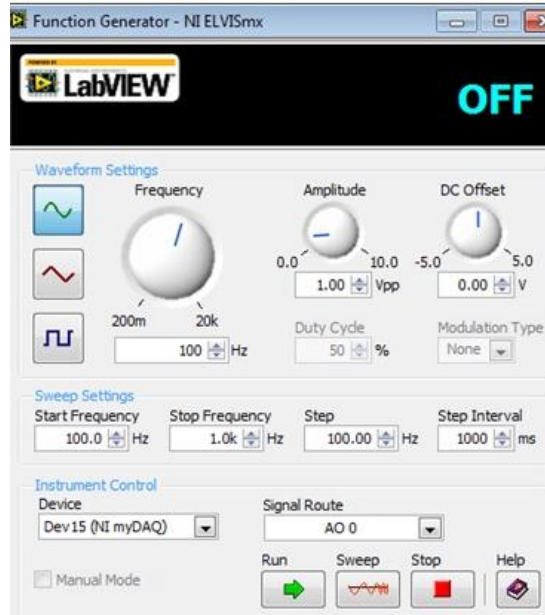 Function Generator - NI ELVISmx
LabVIEW
OFF
Waveform Settings
Frequency
Amplitude
DC Offset
0.0 10.0
-5.0 5.0
1.00 Vpp
0.00 V
200m 20k
Duty Cycle
Modulation Type
100 Hz
50 %
None
Sweep Settings
Start Frequency Stop Frequency Step Step Interval
100.0 Hz 1.0k Hz 100.00 Hz 1000 ms
Instrument Control
Device
Signal Route
Dev15 (NI myDAQ)
AO 0
Run Sweep Stop Help
Manual Mode